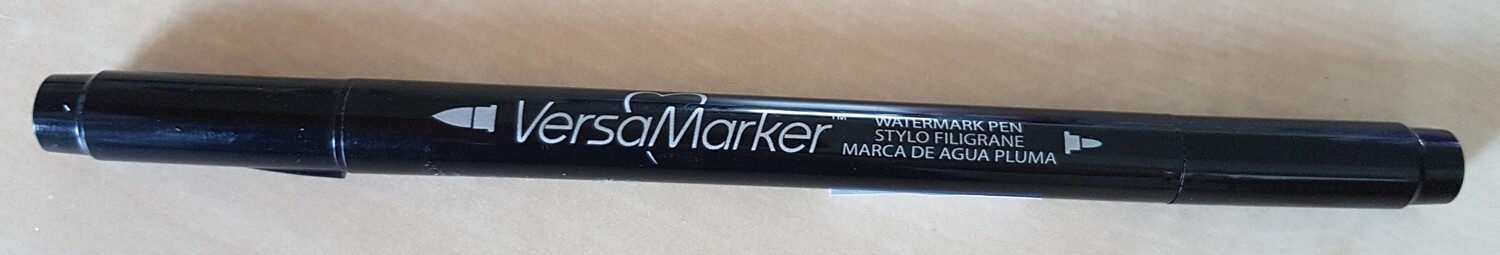 VersaMarker™
WATERMARK PEN
STYLO FILIGRANE
MARCA DE AGUA PLUMA